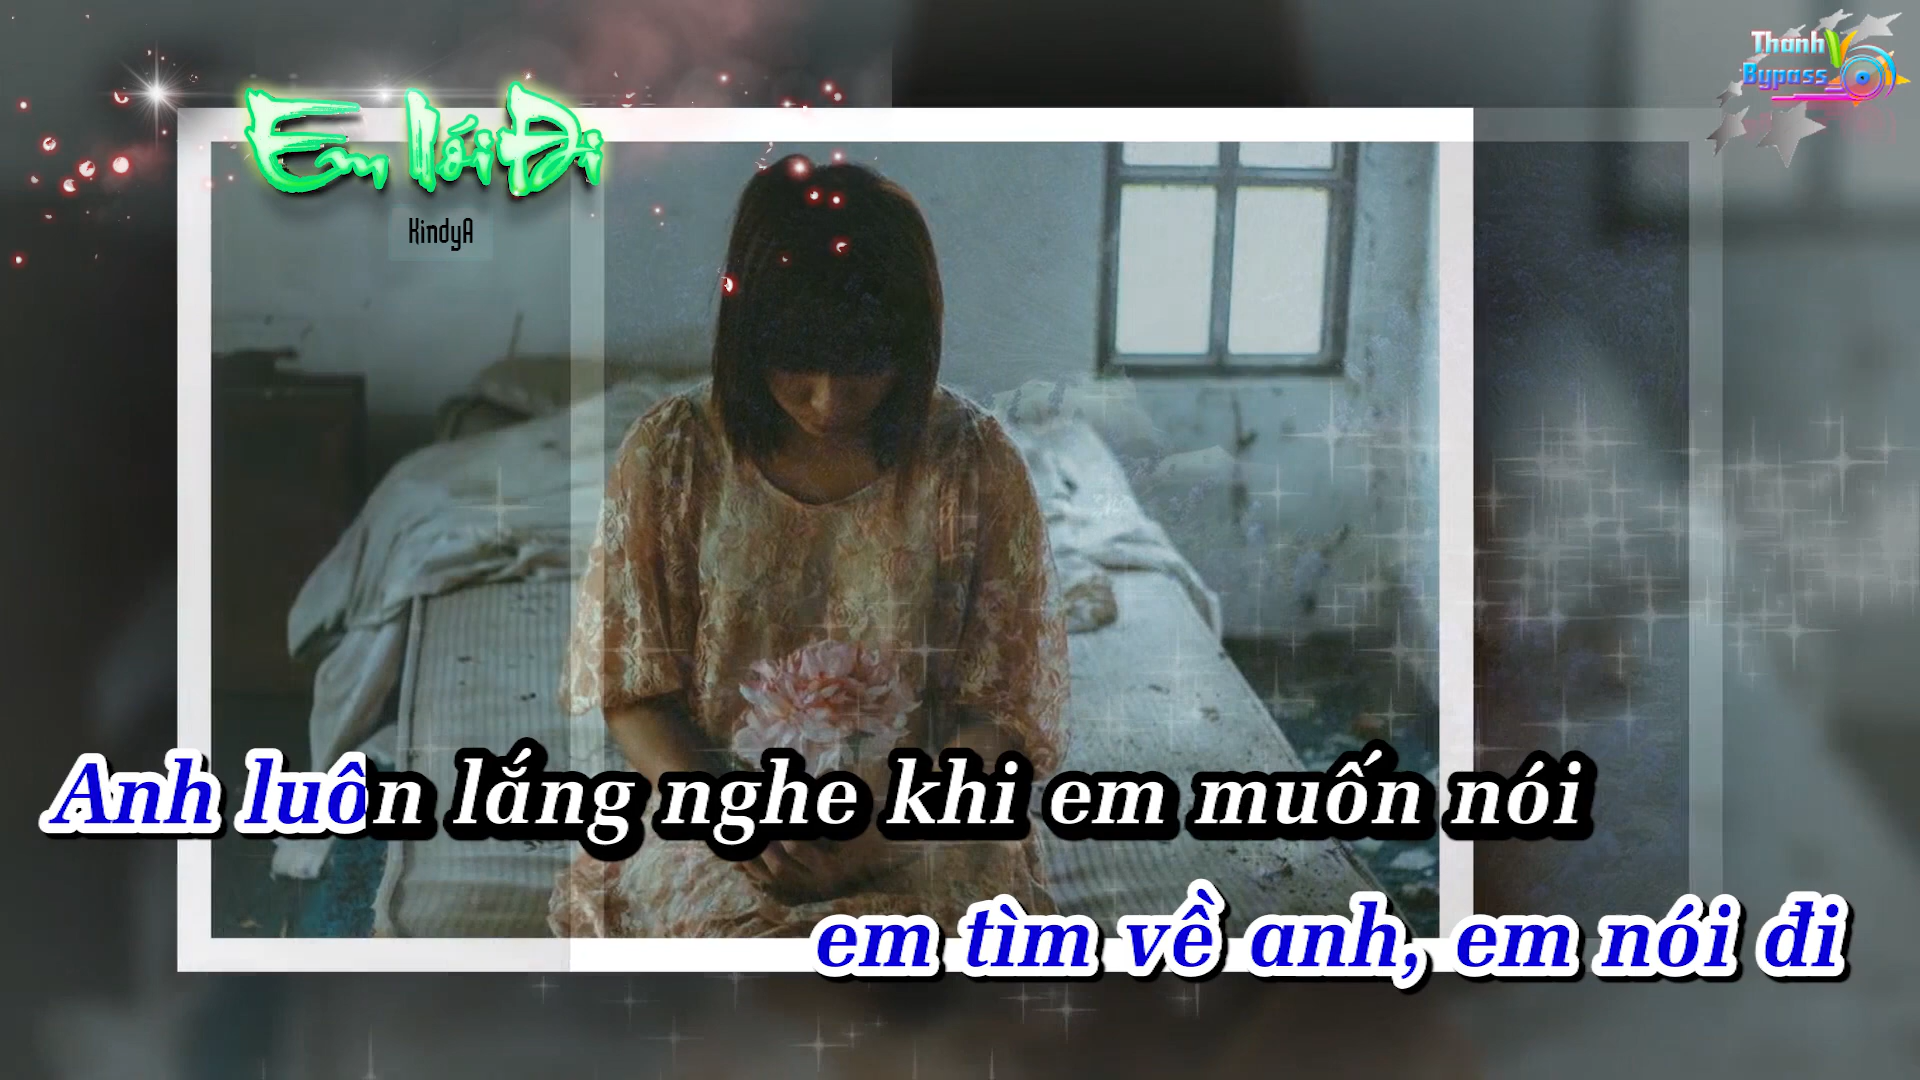 Thanh V
Bypass
Em Nói Đi
KindyA
Anh luôn lắng nghe khi em muốn nói
em tìm về anh, em nói đi